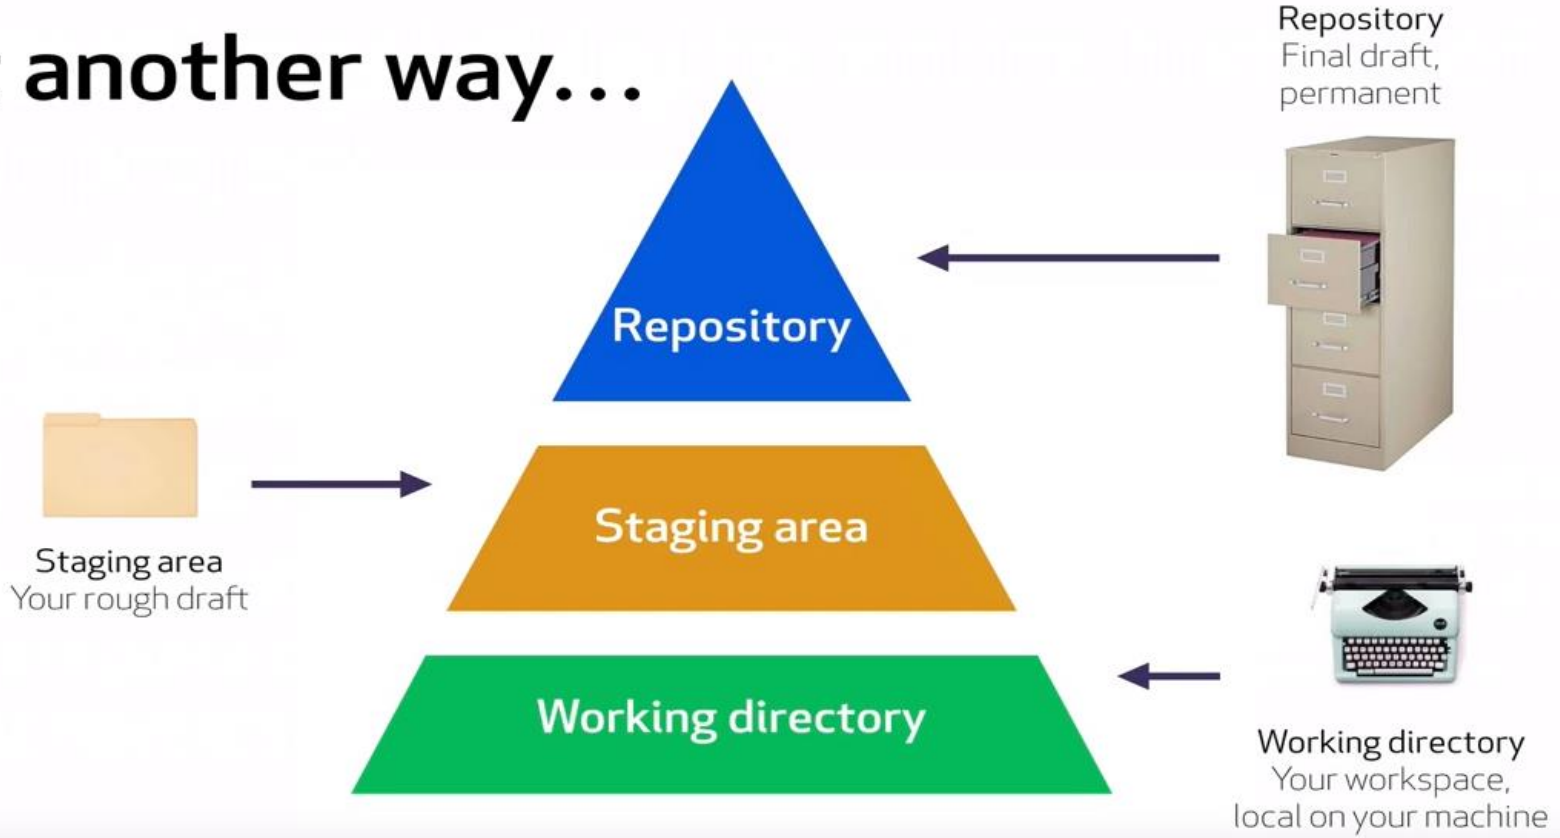 another way...
Repository
Final draft,
permanent
Repository
Staging area
Staging area
Your rough draft
Working directory
Working directory
Your workspace,
local on your machine